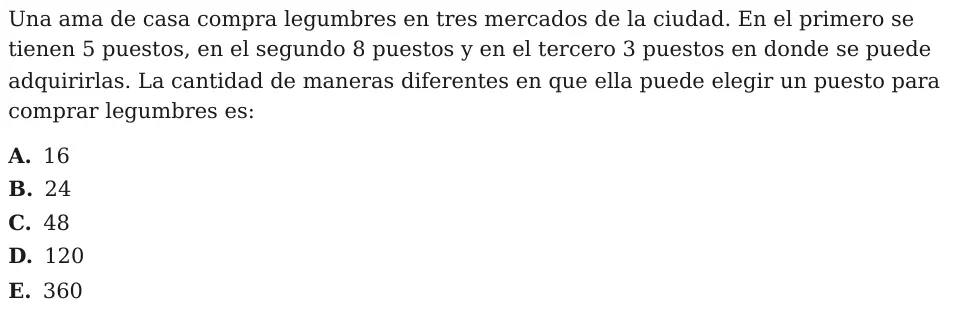 Una ama de casa compra legumbres en tres mercados de la ciudad. En el primero se
tienen 5 puestos, en el segundo 8 puestos y en el tercero 3 puestos en donde se puede
adquirirlas. La cantidad de maneras diferentes en que ella puede elegir un puesto para
comprar legumbres es:
A. 16
B. 24
C. 48
D. 120
E. 360